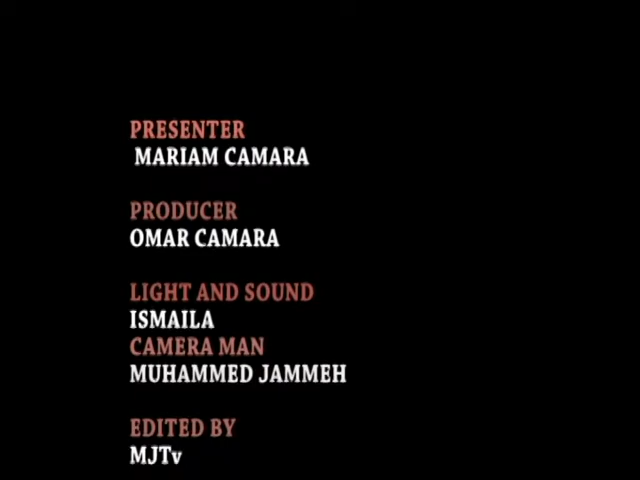 PRESENTER
MARIAM CAMARA
PRODUCER
OMAR CAMARA
LIGHT AND SOUND
ISMAILA
CAMERA MAN
MUHAMMED JAMMEH
EDITED BY
MJTv